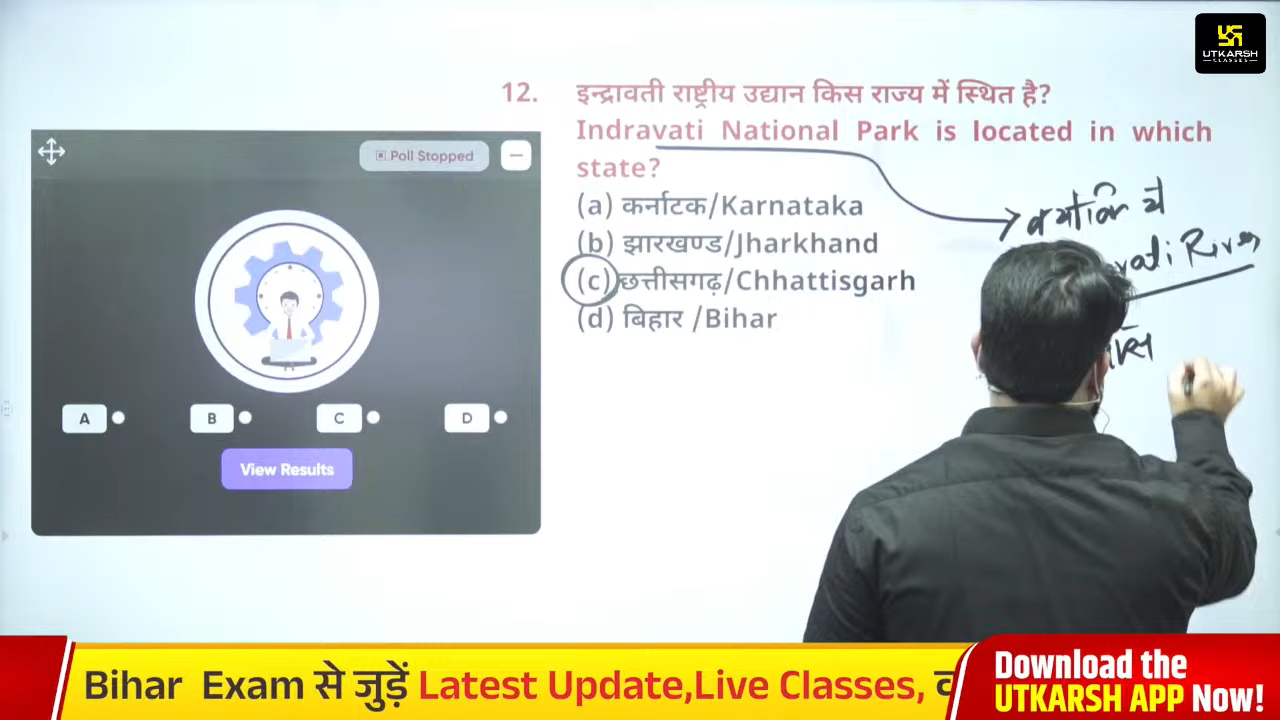 UTKARSH
CLASSES
12. इन्द्रावती राष्ट्रीय उद्यान किस राज्य में स्थित है?
Indravati National Park is located in which
state?
(a) कर्नाटक/Karnataka
(b) झारखण्ड/Jharkhand
(c) छत्तीसगढ़/Chhattisgarh
(d) बिहार /Bihar
Poll Stopped
A B C D
View Results
River
Bihar Exam से जुड़ें Latest Update,Live Classes,
Download the
UTKARSH APP Now!